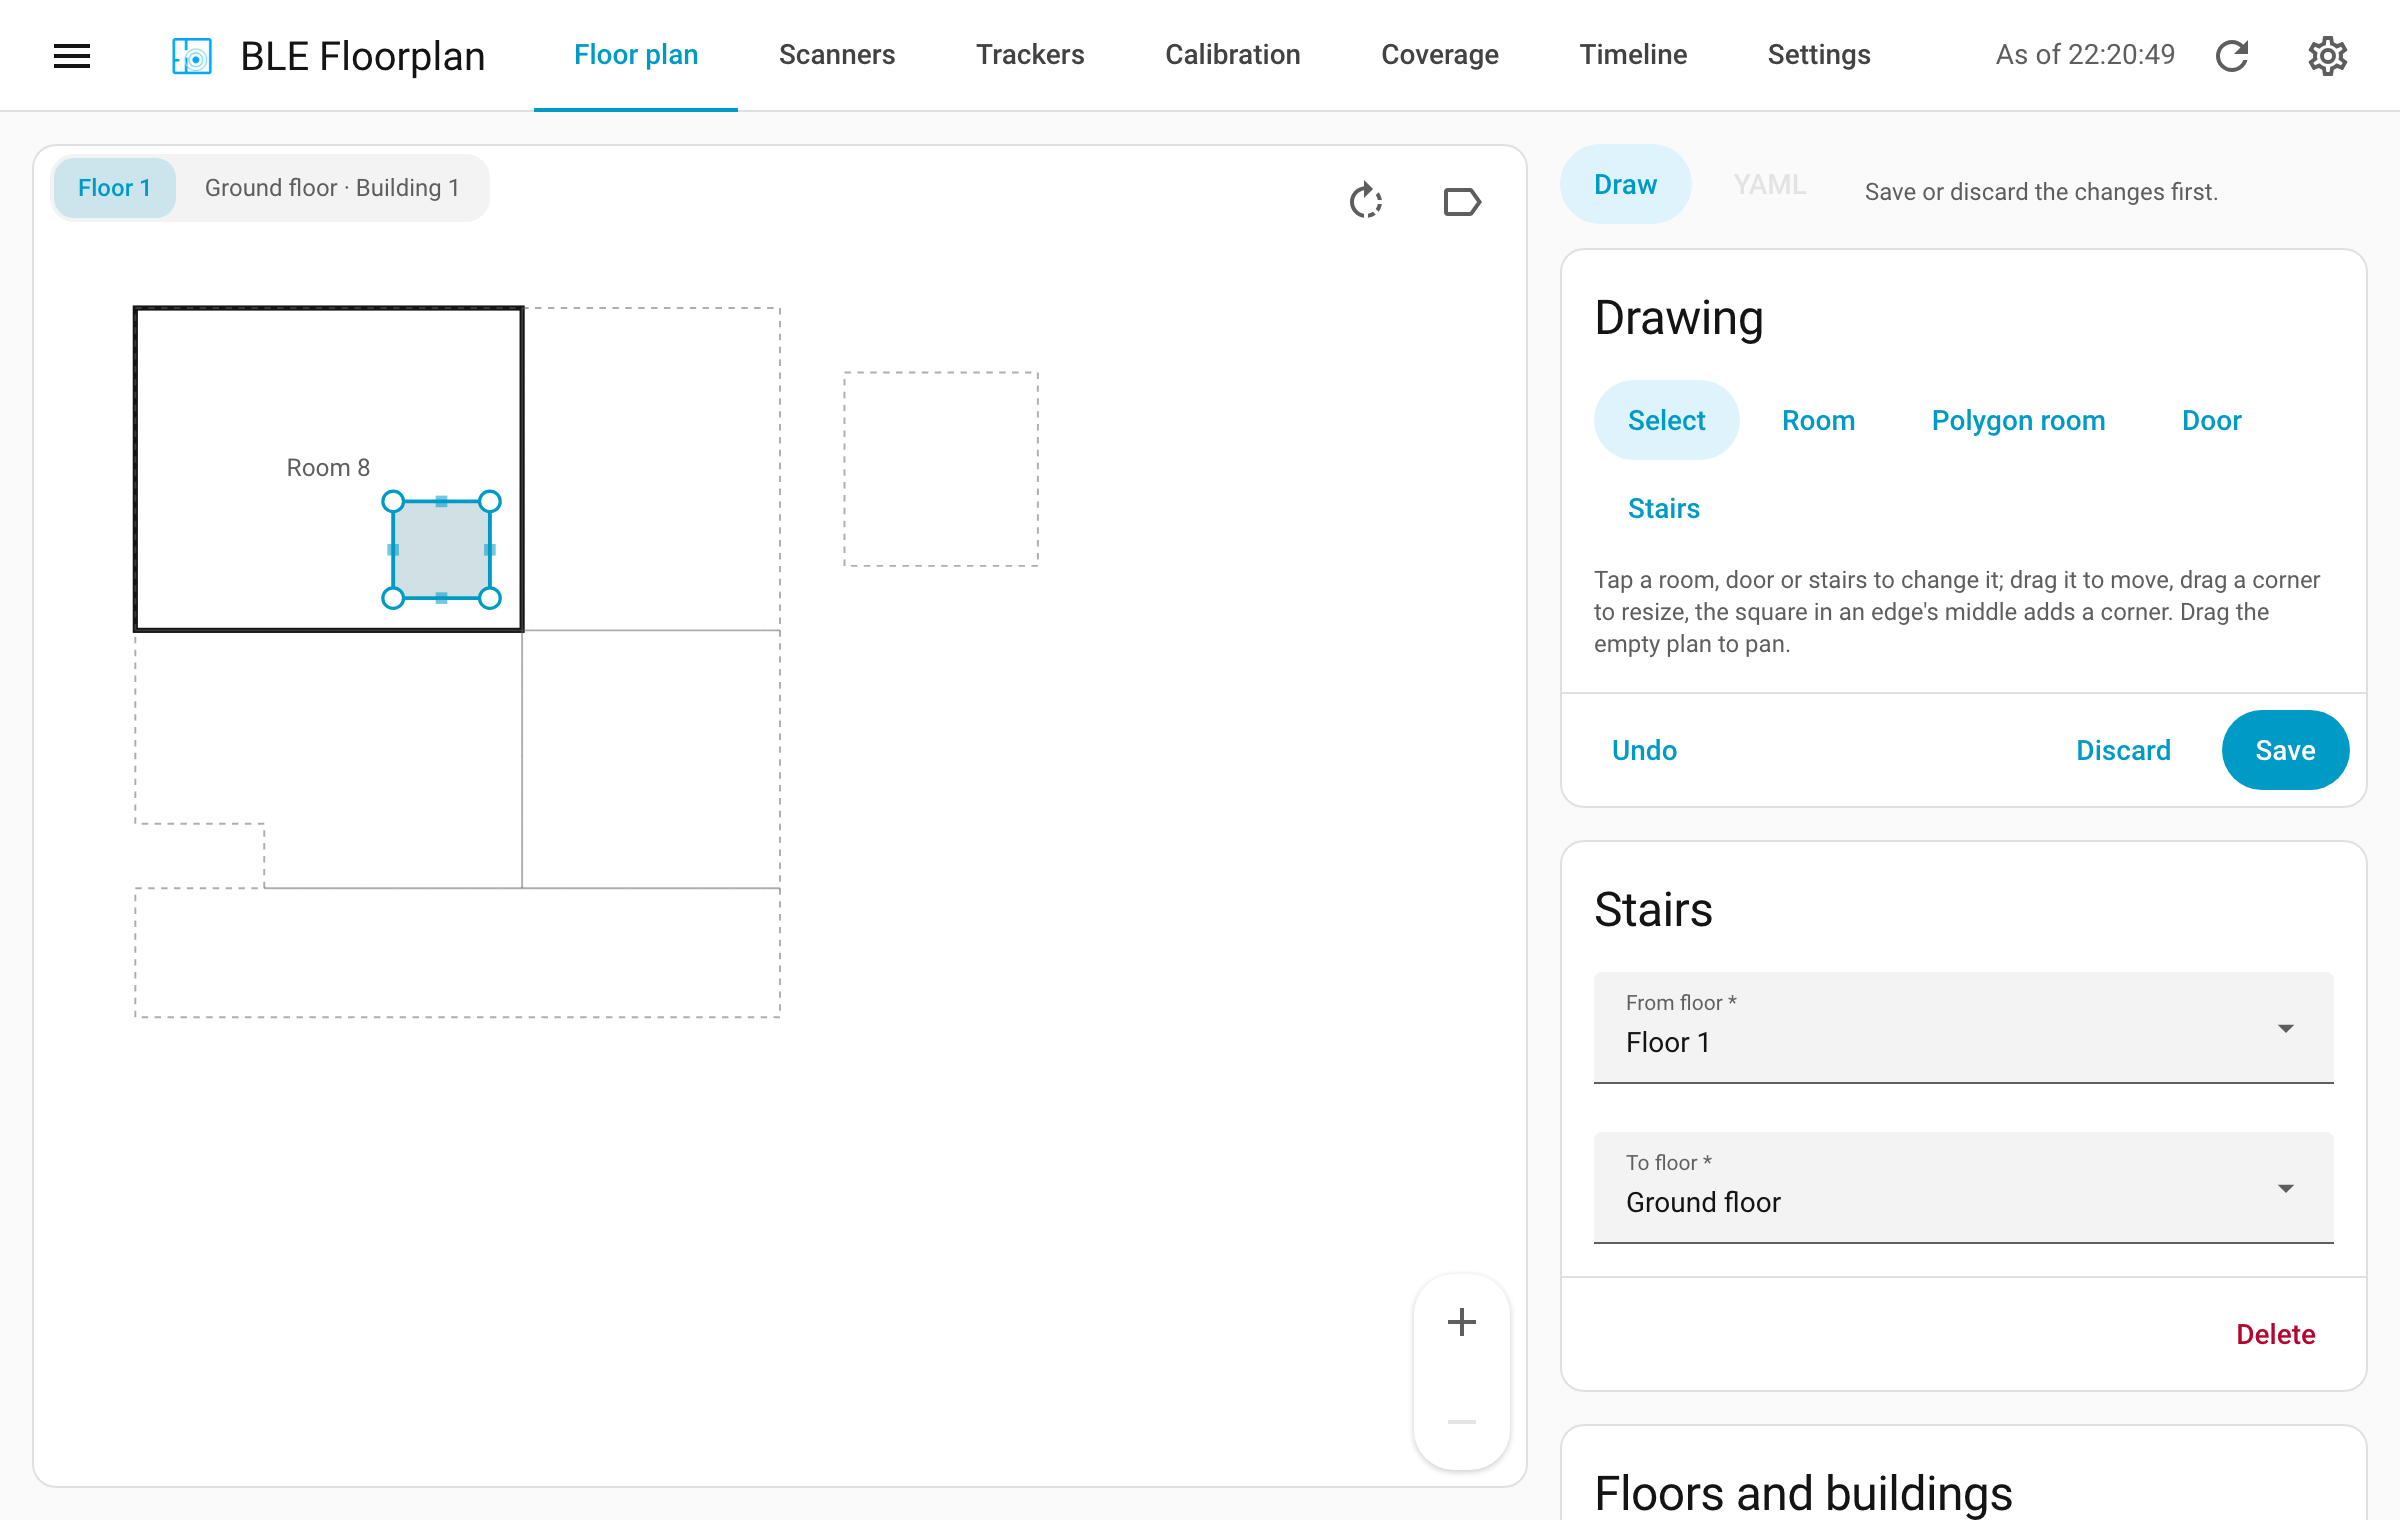 BLE Floorplan
Floor plan
Scanners
Trackers
Calibration
Coverage
Timeline
Settings
As of 22:20:49
Floor 1
Ground floor · Building 1
Room 8
Draw
YAML
Save or discard the changes first.
Drawing
Select
Room
Polygon room
Door
Stairs
Tap a room, door or stairs to change it; drag it to move, drag a corner
to resize, the square in an edge's middle adds a corner. Drag the
empty plan to pan.
Undo
Discard
Save
Stairs
From floor *
Floor 1
To floor *
Ground floor
Delete
Floors and buildings